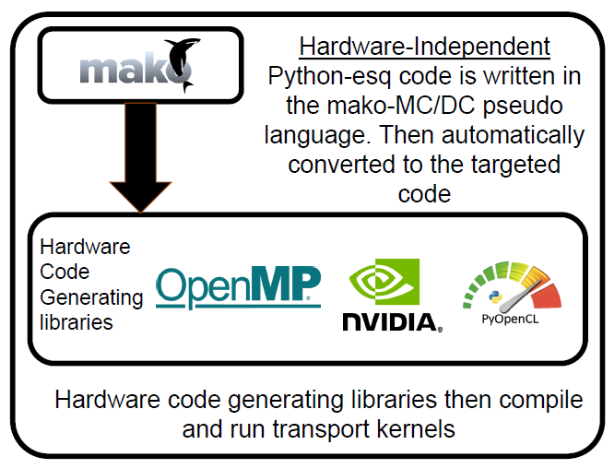 mako
Hardware-Independent
Python-esq code is written in
the mako-MC/DC pseudo
language. Then automatically
converted to the targeted
code
Hardware
Code
Generating
libraries
OpenMP
NVIDIA.
PyOpenCL
Hardware code generating libraries then compile
and run transport kernels